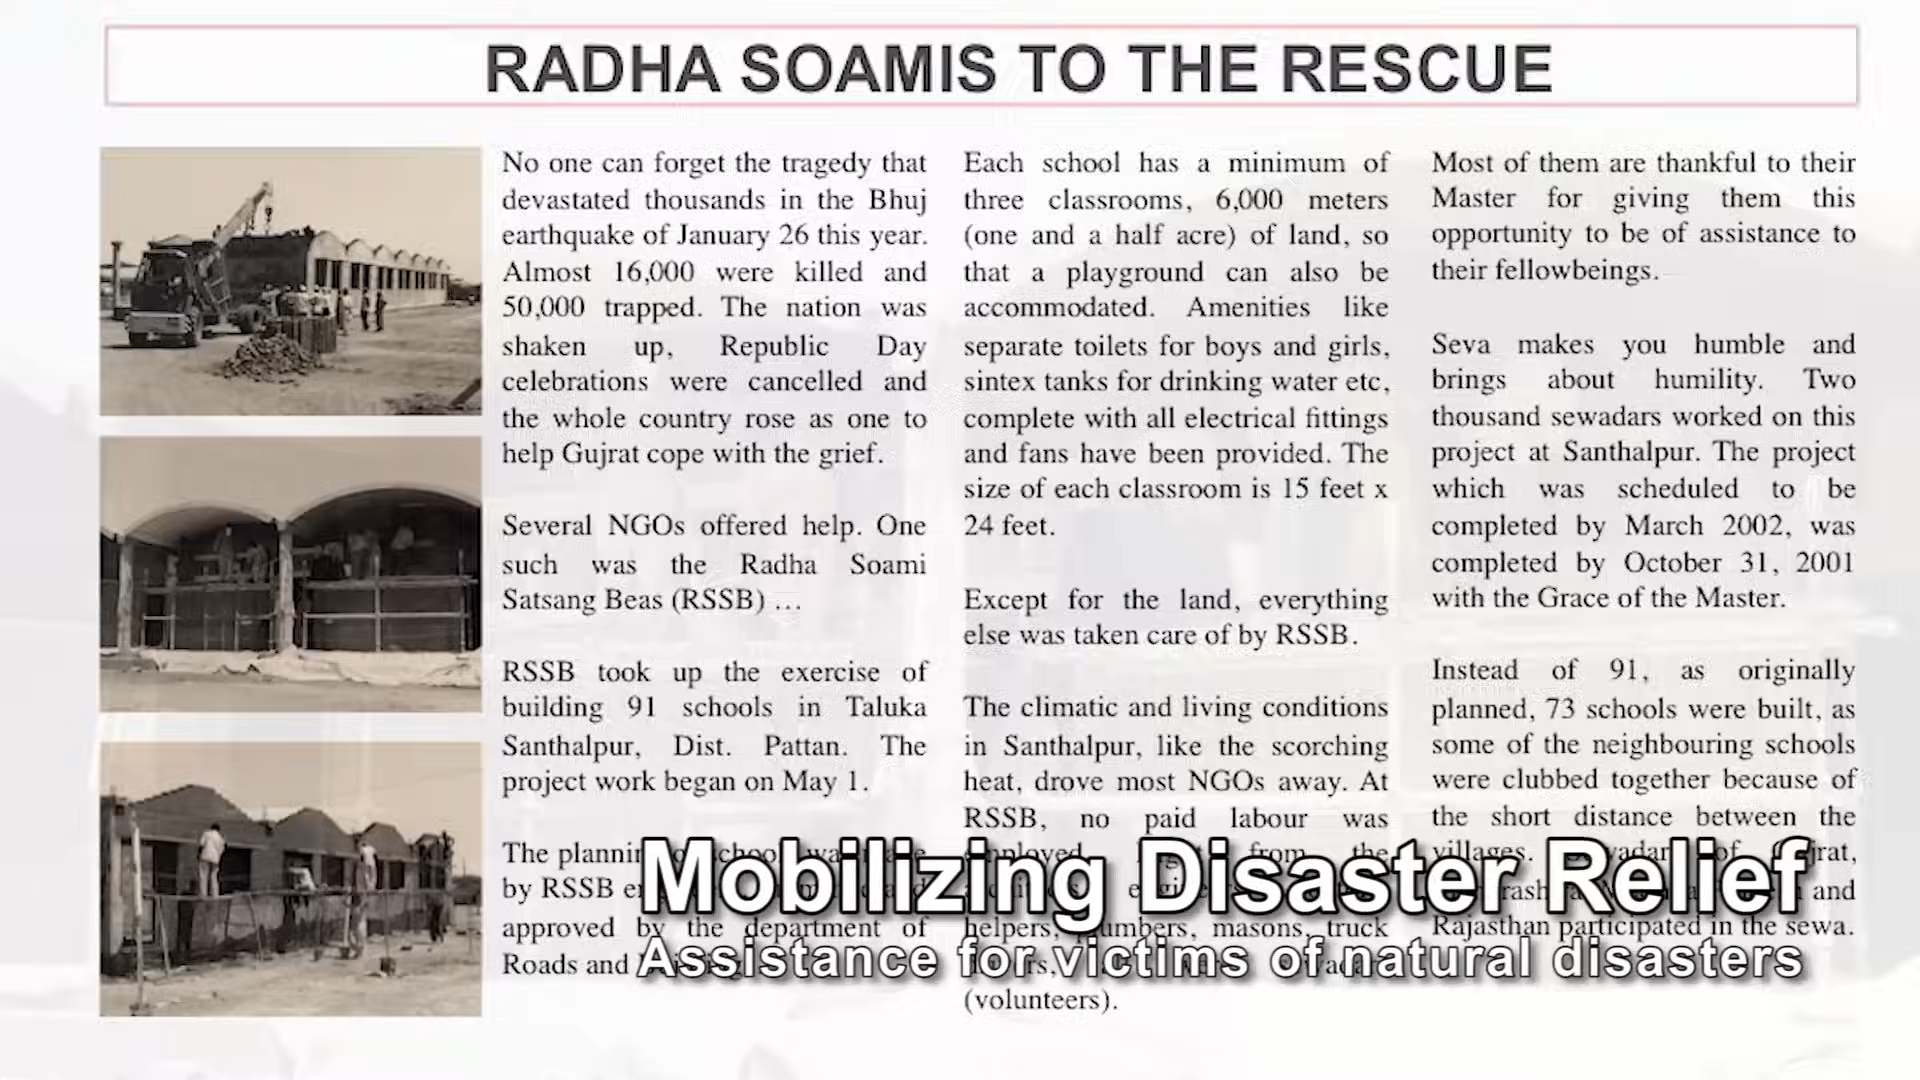 RADHA SOAMIS TO THE RESCUE
No one can forget the tragedy that
devastated thousands in the Bhuj
earthquake of January 26 this year.
Almost 16,000 were killed and
50,000 trapped. The nation was
shaken up, Republic Day
celebrations were cancelled and
the whole country rose as one to
help Gujrat cope with the grief.
Several NGOs offered help. One
such was the Radha Soami
Satsang Beas (RSSB) ...
RSSB took up the exercise of
building 91 schools in Taluka
Santhalpur, Dist. Pattan. The
project work began on May 1.
The
by RSSB
approved by the department of
Roads and
Each school has a minimum of
three classrooms, 6,000 meters
(one and a half acre) of land, so
that a playground can also be
accommodated. Amenities like
separate toilets for boys and girls,
sintex tanks for drinking water etc,
complete with all electrical fittings
and fans have been provided. The
size of each classroom is 15 feet x
24 feet.
Except for the land, everything
else was taken care of by RSSB.
The climatic and living conditions
in Santhalpur, like the scorching
heat, drove most NGOs away. At
RSSB, no paid labour was
employed from the
helpers, plumbers, masons, truck
(volunteers).
Most of them are thankful to their
Master for giving them this
opportunity to be of assistance to
their fellowbeings.
Seva makes you humble and
brings about humility. Two
thousand sewadars worked on this
project at Santhalpur. The project
which was scheduled to be
completed by March 2002, was
completed by October 31, 2001
with the Grace of the Master.
Instead of 91, as originally
planned, 73 schools were built, as
some of the neighbouring schools
were clubbed together because of
the short distance between the
villages. of
and
Rajasthan participated in the sewa.
Mobilizing Disaster Relief
Assistance for victims of natural disasters